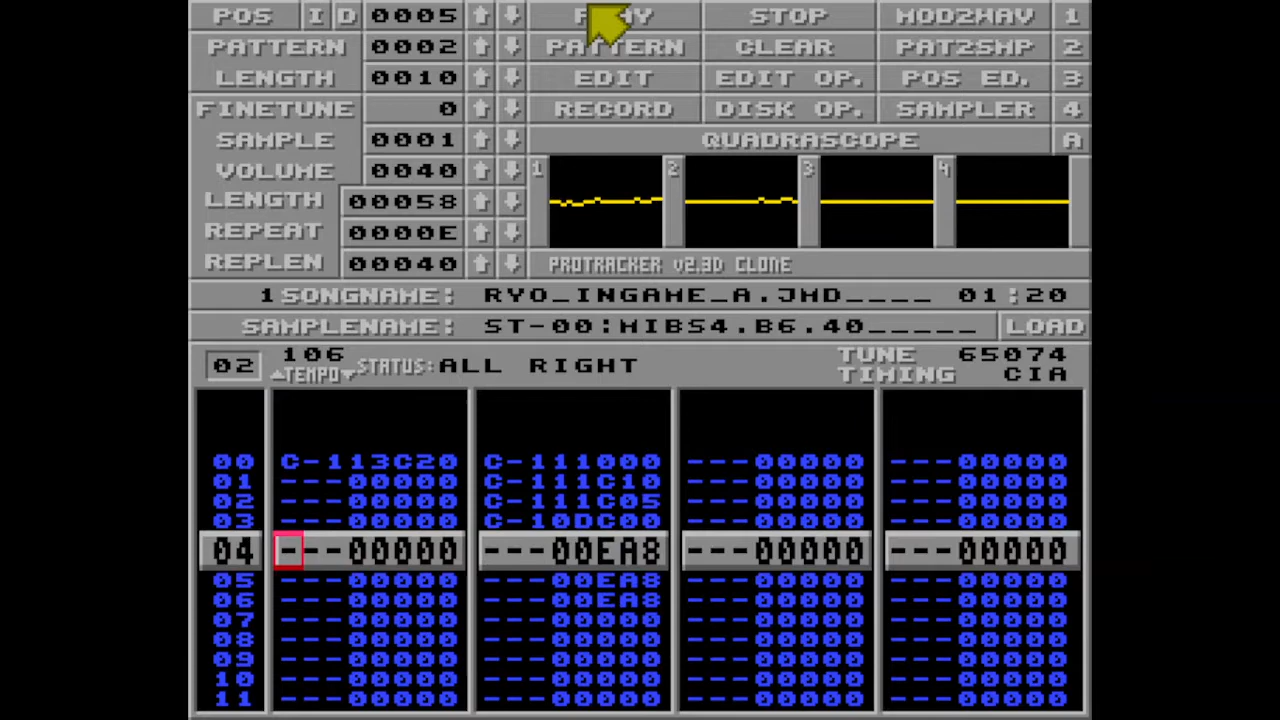 POS I D 0005 STOP MOD2WAV 1
PATTERN 0002 PATTERN CLEAR PAT2SMP 2
LENGTH 0010 EDIT EDIT OP. POS ED. 3
FINETUNE 0 RECORD DISK OP. SAMPLER 4
SAMPLE 0001 QUADRASCOPE A
VOLUME 0040 1 2 3 4
LENGTH 00058
REPEAT 0000E
REPLEN 00040 PROTRACKER V2.3D CLONE
1 SONGNAME: RYO_INGAME_A.JMD____ 01:20
SAMPLENAME: ST-00:MIBS4.B6.40_____ LOAD
02 106 TEMPO STATUS: ALL RIGHT TUNE 65074
TIMING CIA
00 C-113C20 C-111000 ---00000 ---00000
01 ---00000 C-111C10 ---00000 ---00000
02 ---00000 C-111C05 ---00000 ---00000
03 ---00000 C-10DC00 ---00000 ---00000
04 ---00000 ---00EA8 ---00000 ---00000
05 ---00000 ---00EA8 ---00000 ---00000
06 ---00000 ---00EA8 ---00000 ---00000
07 ---00000 ---00000 ---00000 ---00000
08 ---00000 ---00000 ---00000 ---00000
09 ---00000 ---00000 ---00000 ---00000
10 ---00000 ---00000 ---00000 ---00000
11 ---00000 ---00000 ---00000 ---00000